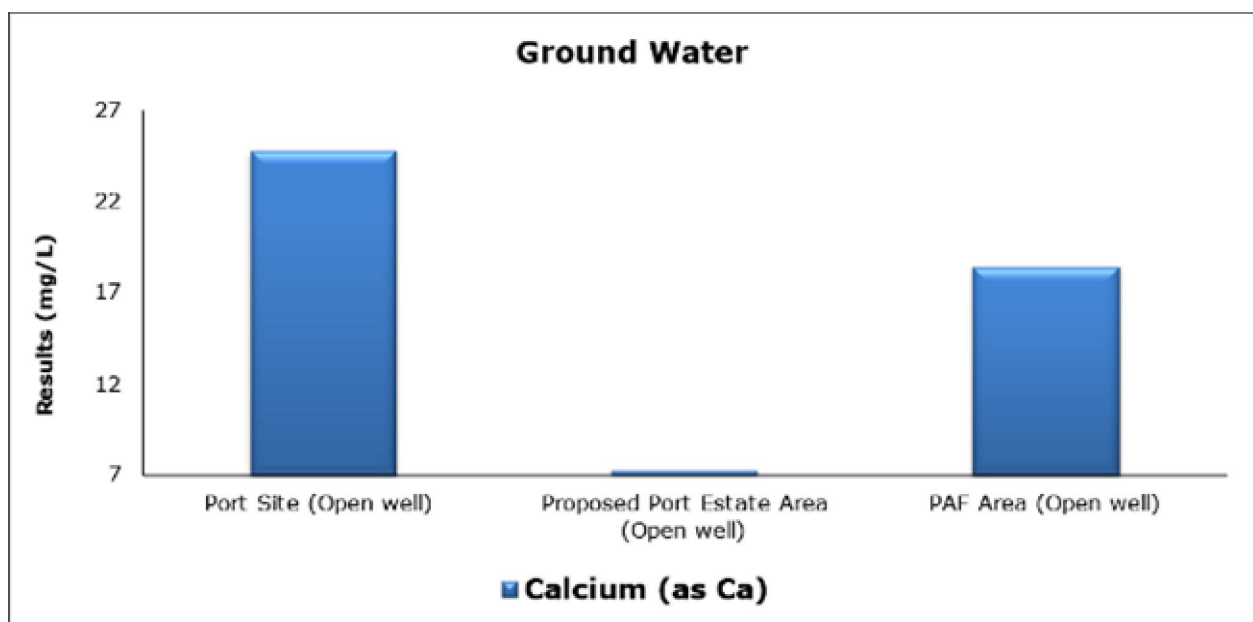 Ground Water
27
22
17
12
7
Results (mg/L)
Port Site (Open well)
Proposed Port Estate Area
(Open well)
PAF Area (Open well)
Calcium (as Ca)